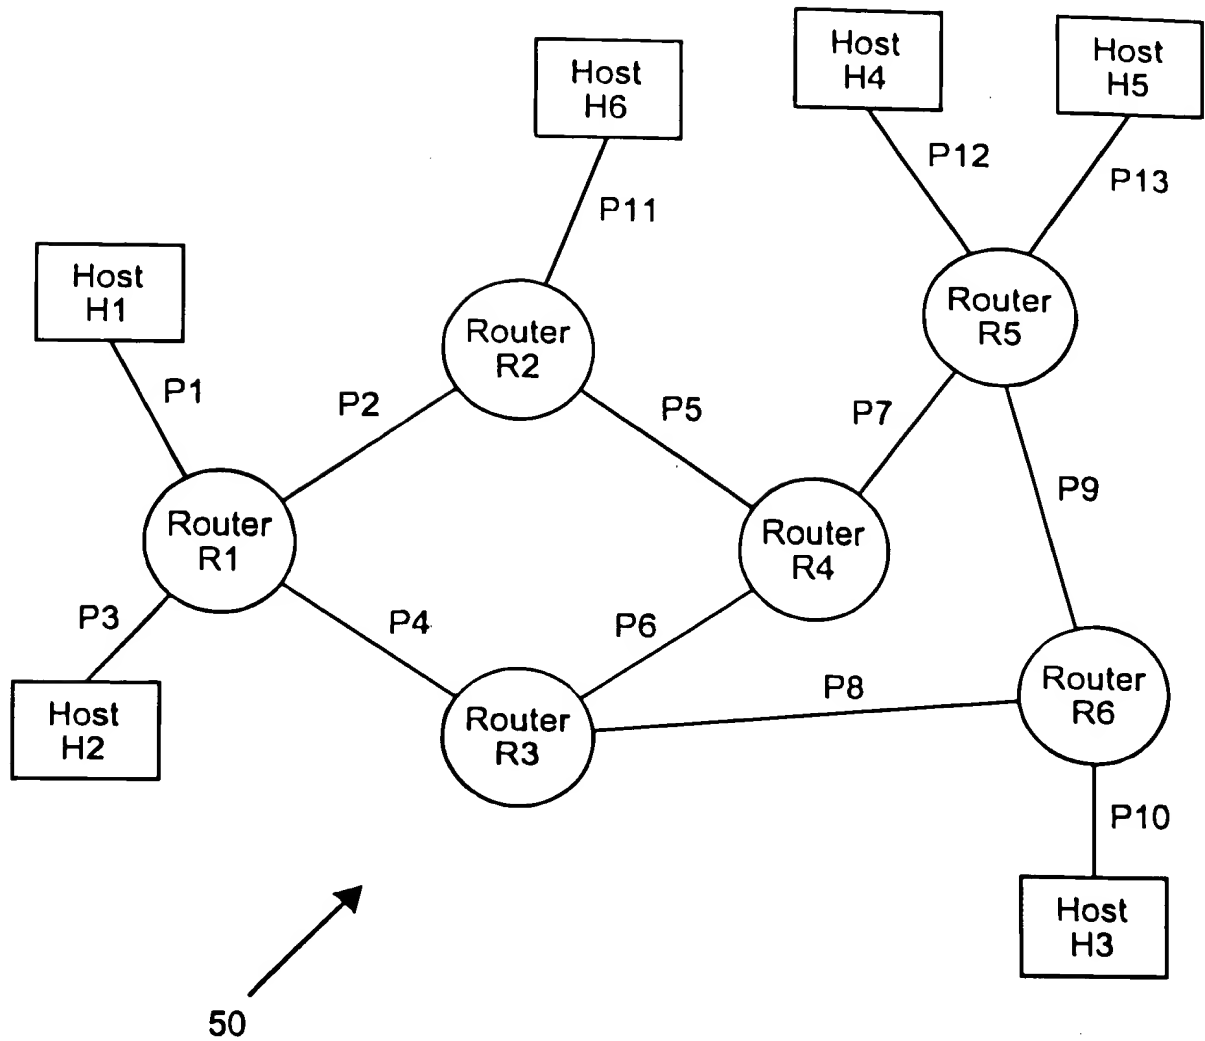 Host
H4
Host
H5
Host
H6
P12
P13
P11
Host
H1
Router
R5
Router
R2
P1
P2
P5
P7
P9
Router
R1
Router
R4
P3
P4
P6
P8
Router
R6
Host
H2
Router
R3
P10
Host
H3
50